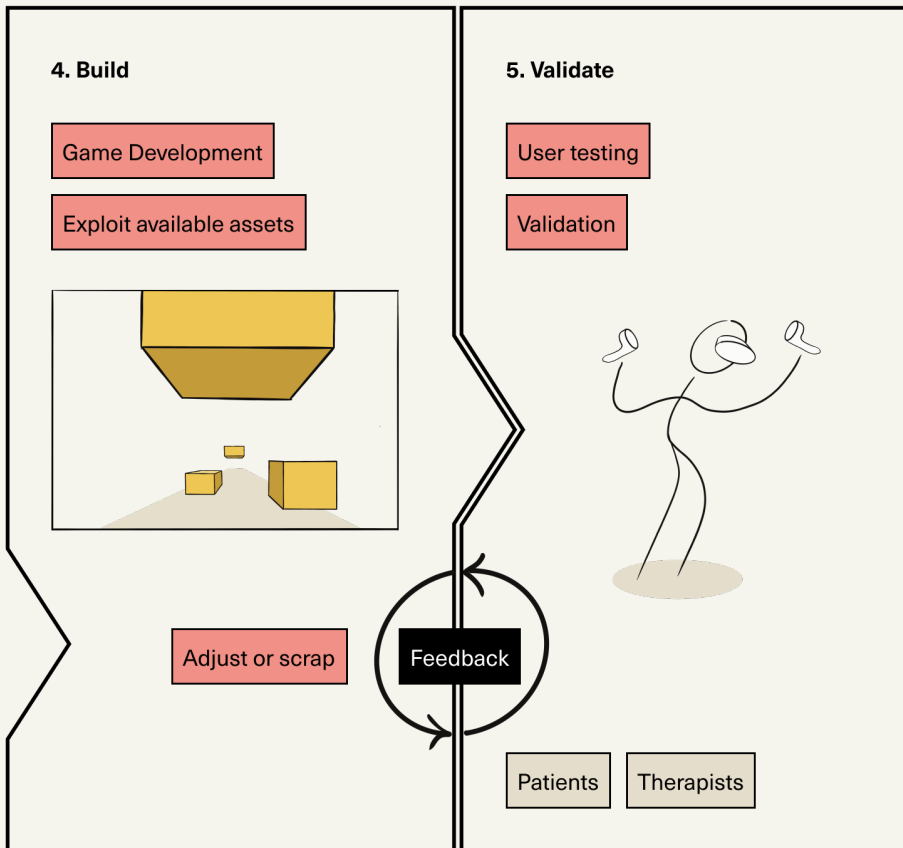 4. Build
Game Development
Exploit available assets
Adjust or scrap
Feedback
5. Validate
User testing
Validation
Patients
Therapists